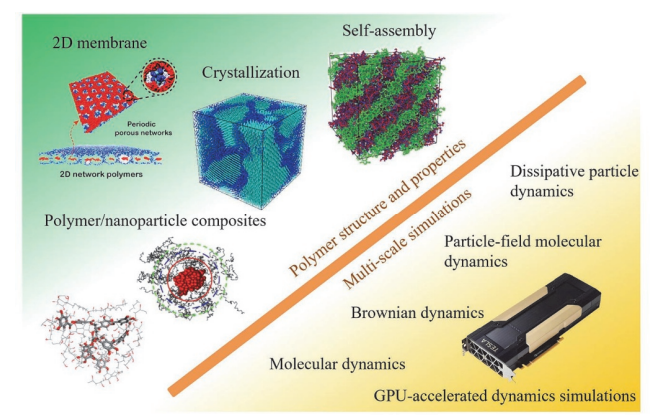 Self-assembly
2D membrane
Crystallization
Periodic
porous networks
2D network polymers
Polymer/nanoparticle composites
Polymer structure and properties
Multi-scale simulations
Dissipative particle
dynamics
Particle-field molecular
dynamics
Brownian dynamics
TESLA
Molecular dynamics
GPU-accelerated dynamics simulations